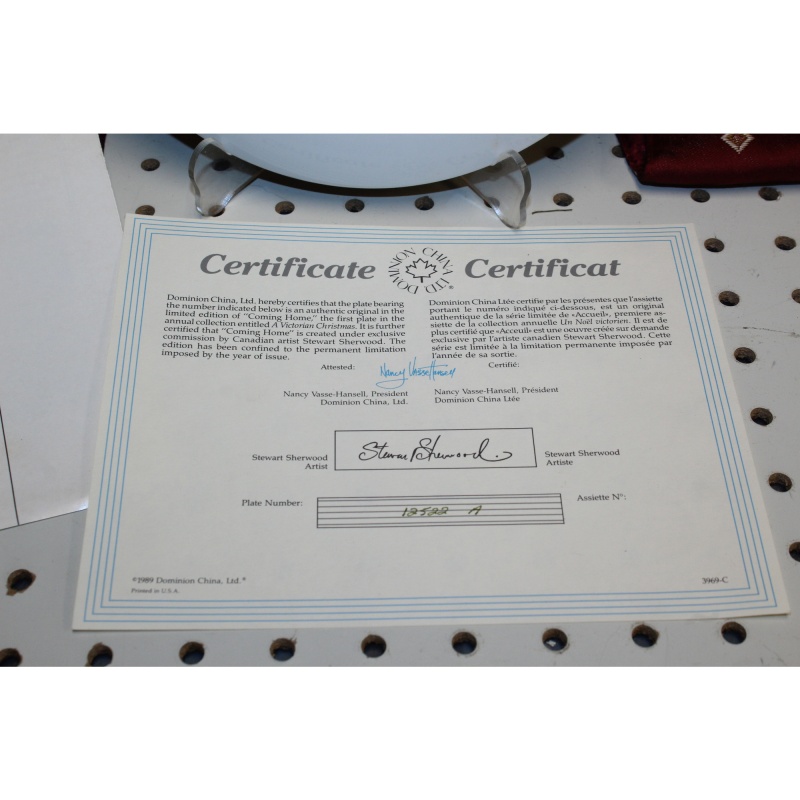 Certificate
DOMINION CHINA LTD
Certificat
Dominion China, Ltd. hereby certifies that the plate bearing
the number indicated below is an authentic original in the
limited edition of "Coming Home," the first plate in the
annual collection entitled A Victorian Christmas. It is further
certified that "Coming Home" is created under exclusive
commission by Canadian artist Stewart Sherwood. The
edition has been confined to the permanent limitation
imposed by the year of issue.
Dominion China Ltée certifie par les présentes que l'assiette
portant le numéro indiqué ci-dessous, est un original
authentique de la série limitée de «Accueil», premiere as-
siette de la collection annuelle Un Noël victorien. Il est de
plus certifié que «Acceuil» est une oeuvre créée sur demande
exclusive par l'artiste canadien Stewart Sherwood. Cette
série est limitée à la limitation permanente imposée par
l'année de sa sortie.
Attested:
Nancy Vasse-Hansell
Certifié:
Nancy Vasse-Hansell, President
Dominion China, Ltd.
Nancy Vasse-Hansell, Président
Dominion China Ltée
Stewart Sherwood
Artist
Stewart Sherwood
Stewart Sherwood
Artiste
Plate Number:
12522 A
Assiette N°:
©1989 Dominion China, Ltd.®
Printed in U.S.A.
3969-C